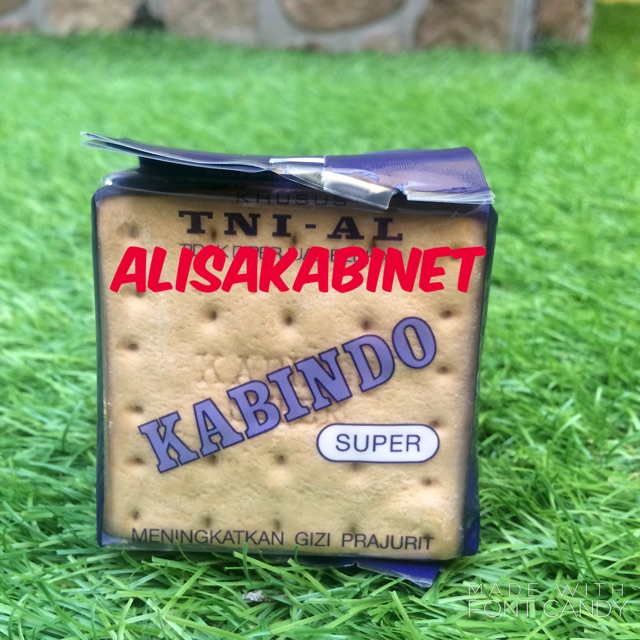 KHUSUS
TNI-AL
ALISAKABINET
KABINDO
SUPER
MENINGKATKAN GIZI PRAJURIT
MADE WITH
FONT CANDY